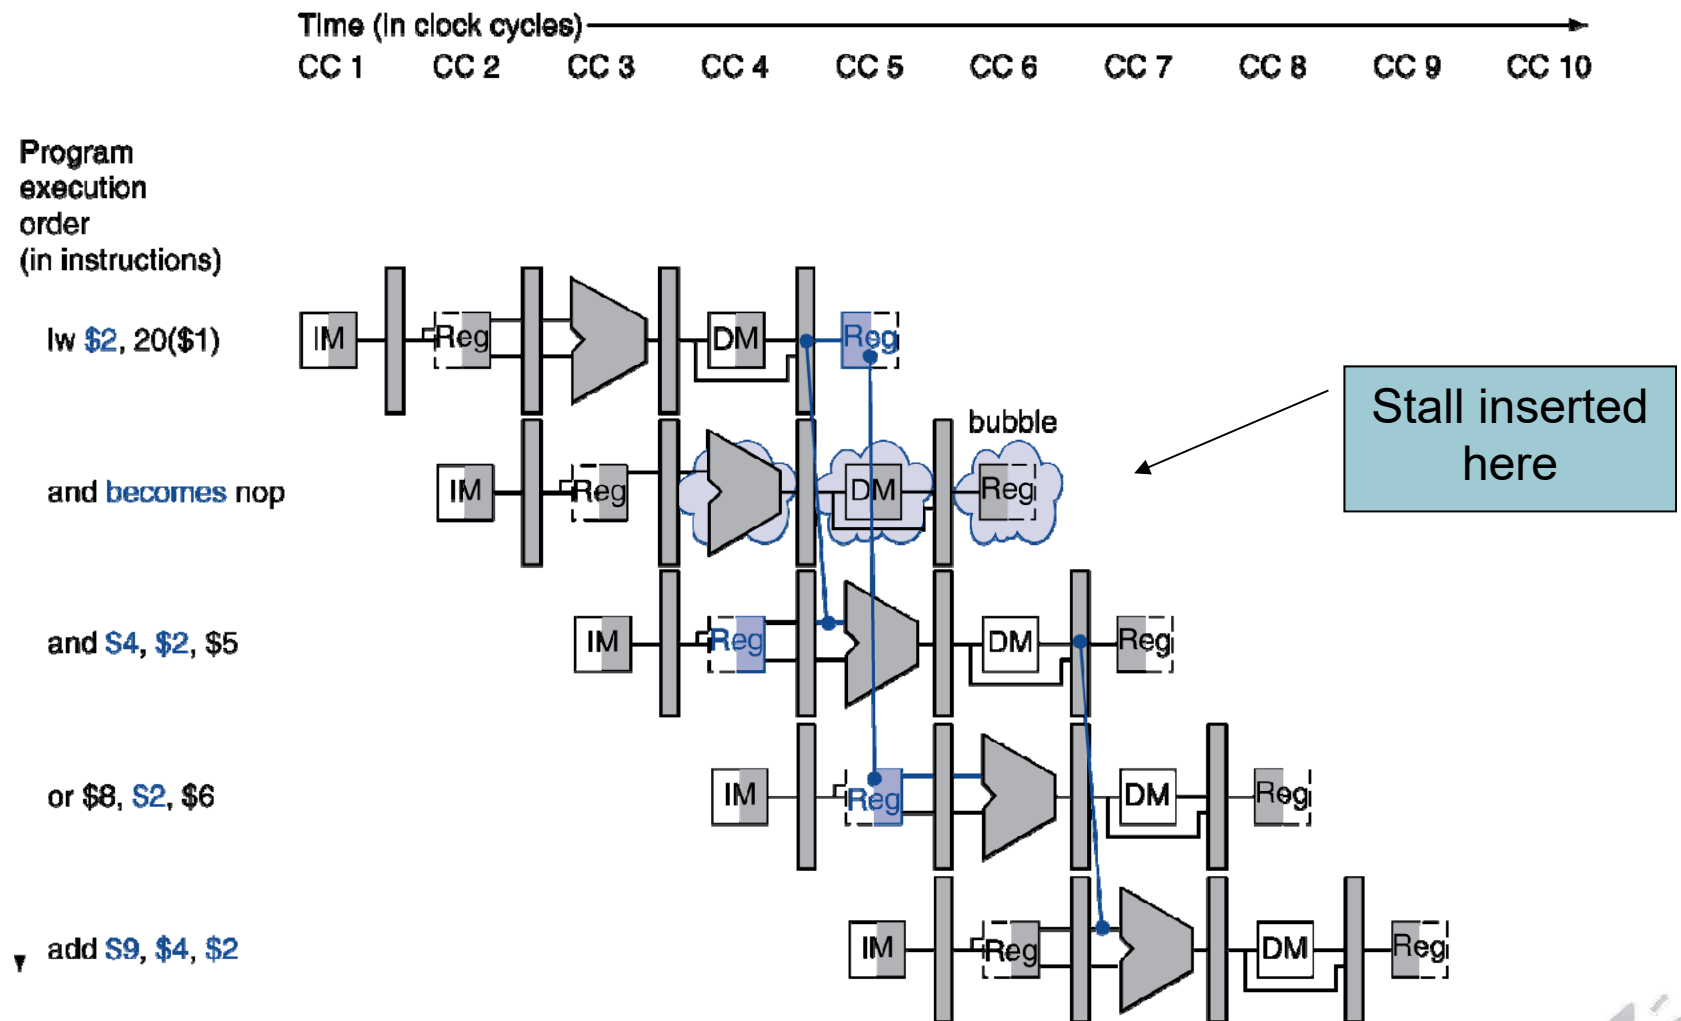 Time (in clock cycles)
CC 1 CC 2 CC 3 CC 4 CC 5 CC 6 CC 7 CC 8 CC 9 CC 10
Program
execution
order
(in instructions)
lw $2, 20($1)
IM Reg DM Reg
bubble
Stall inserted
here
and becomes nop
IM Reg DM Reg
and S4, $2, $5
IM Reg DM Reg
or $8, S2, $6
IM Reg DM Reg
add S9, $4, $2
IM Reg DM Reg